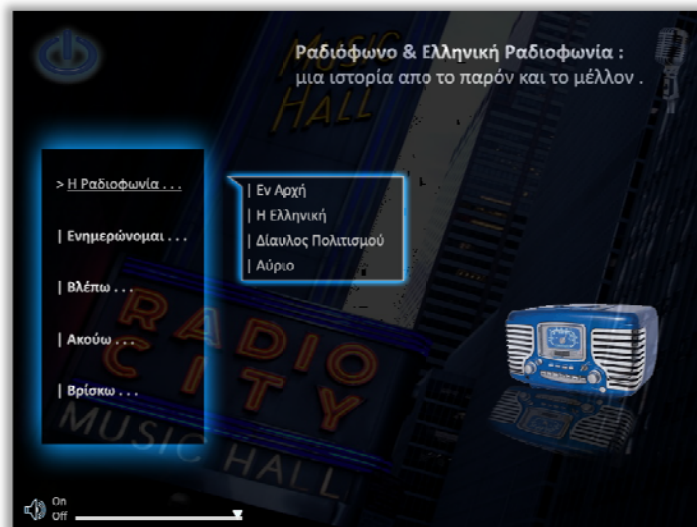 Ραδιόφωνο & Ελληνική Ραδιοφωνία :
μια ιστορία απο το παρόν και το μέλλον .
MUSIC
HALL
> Η Ραδιοφωνία . . .
| Εν Αρχή
| Η Ελληνική
| Δίαυλος Πολιτισμού
| Αύριο
| Ενημερώνομαι . . .
| Βλέπω . . .
| Ακούω . . .
| Βρίσκω . . .
RADIO
CITY
MUSIC HALL
On
Off